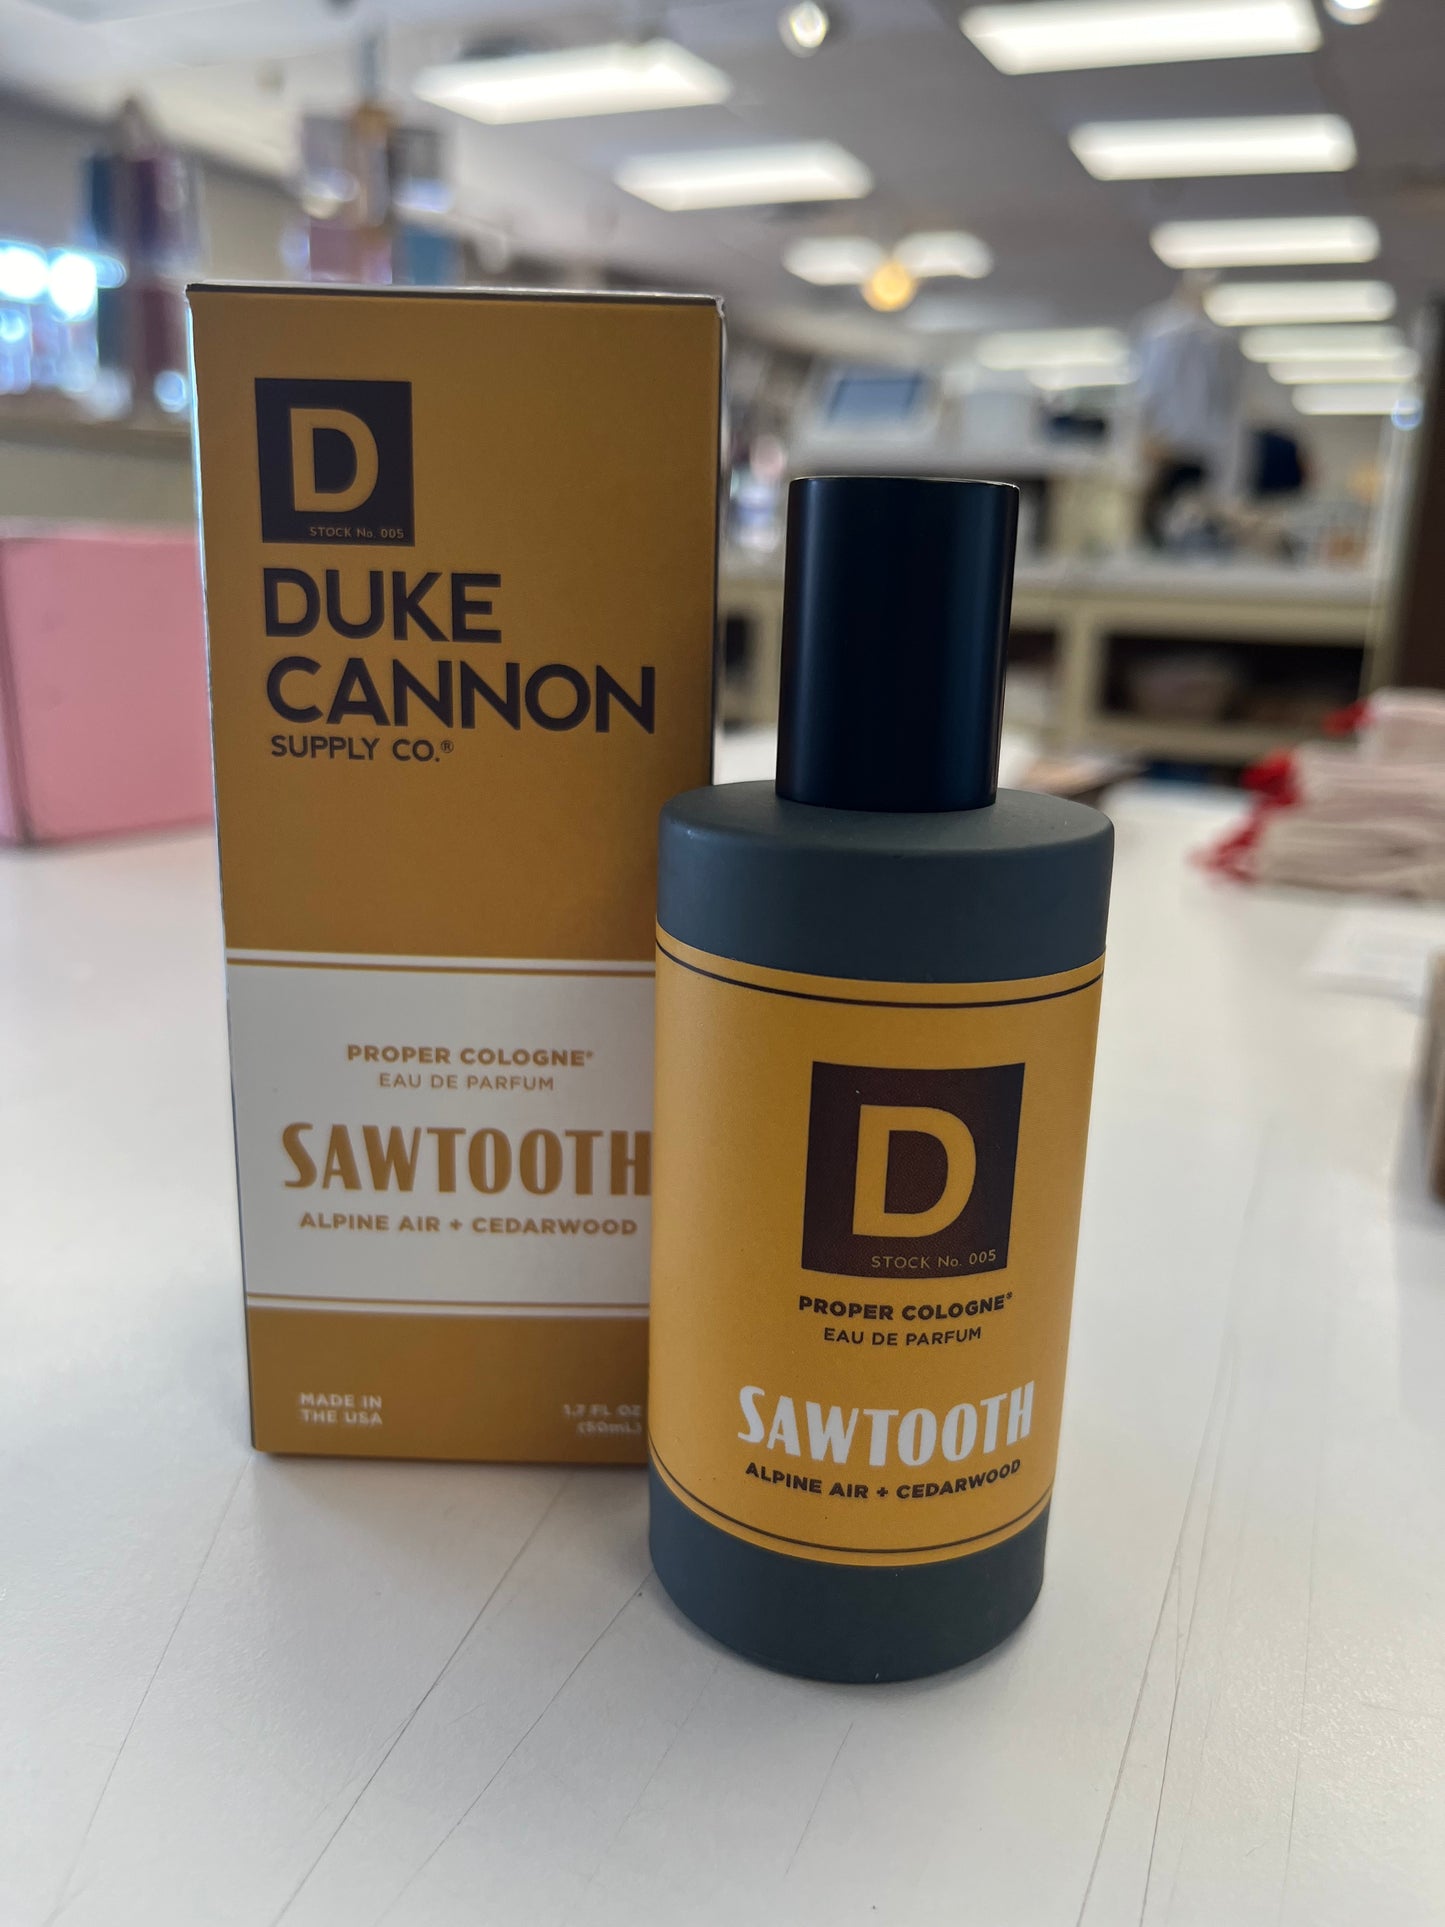 D
STOCK No. 005
DUKE
CANNON
SUPPLY CO.®
PROPER COLOGNE®
EAU DE PARFUM
SAWTOOTH
ALPINE AIR + CEDARWOOD
MADE IN
THE USA
1.7 FL OZ
(50mL)
D
STOCK No. 005
PROPER COLOGNE®
EAU DE PARFUM
SAWTOOTH
ALPINE AIR + CEDARWOOD